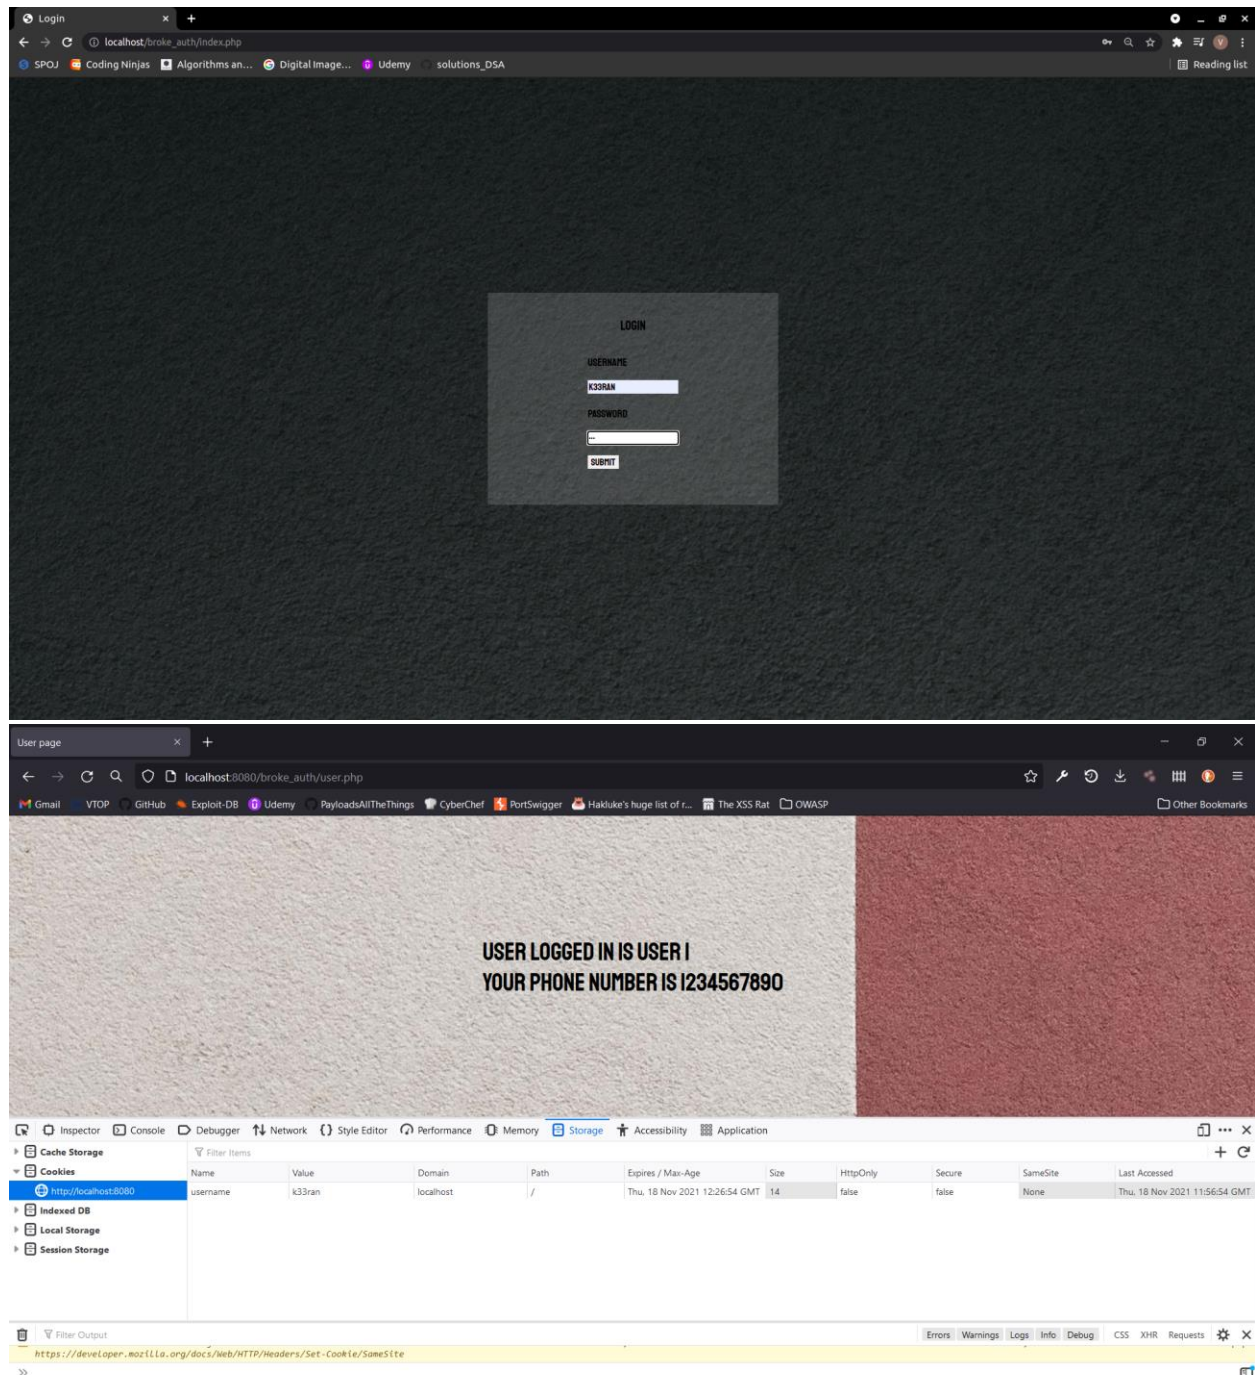 Login × +
localhost/broke_auth/index.php
SPOJ Coding Ninjas Algorithms an... Digital Image... Udemy solutions_DSA Reading list
LOGIN
USERNAME
K33RAN
PASSWORD
SUBMIT
User page × +
localhost:8080/broke_auth/user.php
Gmail VTOP GitHub Exploit-DB Udemy PayloadsAllTheThings CyberChef PortSwigger Hakluke's huge list of r... The XSS Rat OWASP Other Bookmarks
USER LOGGED IN IS USER 1
YOUR PHONE NUMBER IS 1234567890
Inspector Console Debugger Network Style Editor Performance Memory Storage Accessibility Application
Cache Storage Filter Items
Cookies Name Value Domain Path Expires / Max-Age Size HttpOnly Secure SameSite Last Accessed
http://localhost:8080 username k33ran localhost / Thu, 18 Nov 2021 12:26:54 GMT 14 false false None Thu, 18 Nov 2021 11:56:54 GMT
Indexed DB
Local Storage
Session Storage
Filter Output Errors Warnings Logs Info Debug CSS XHR Requests
https://developer.mozilla.org/docs/Web/HTTP/Headers/Set-Cookie/SameSite